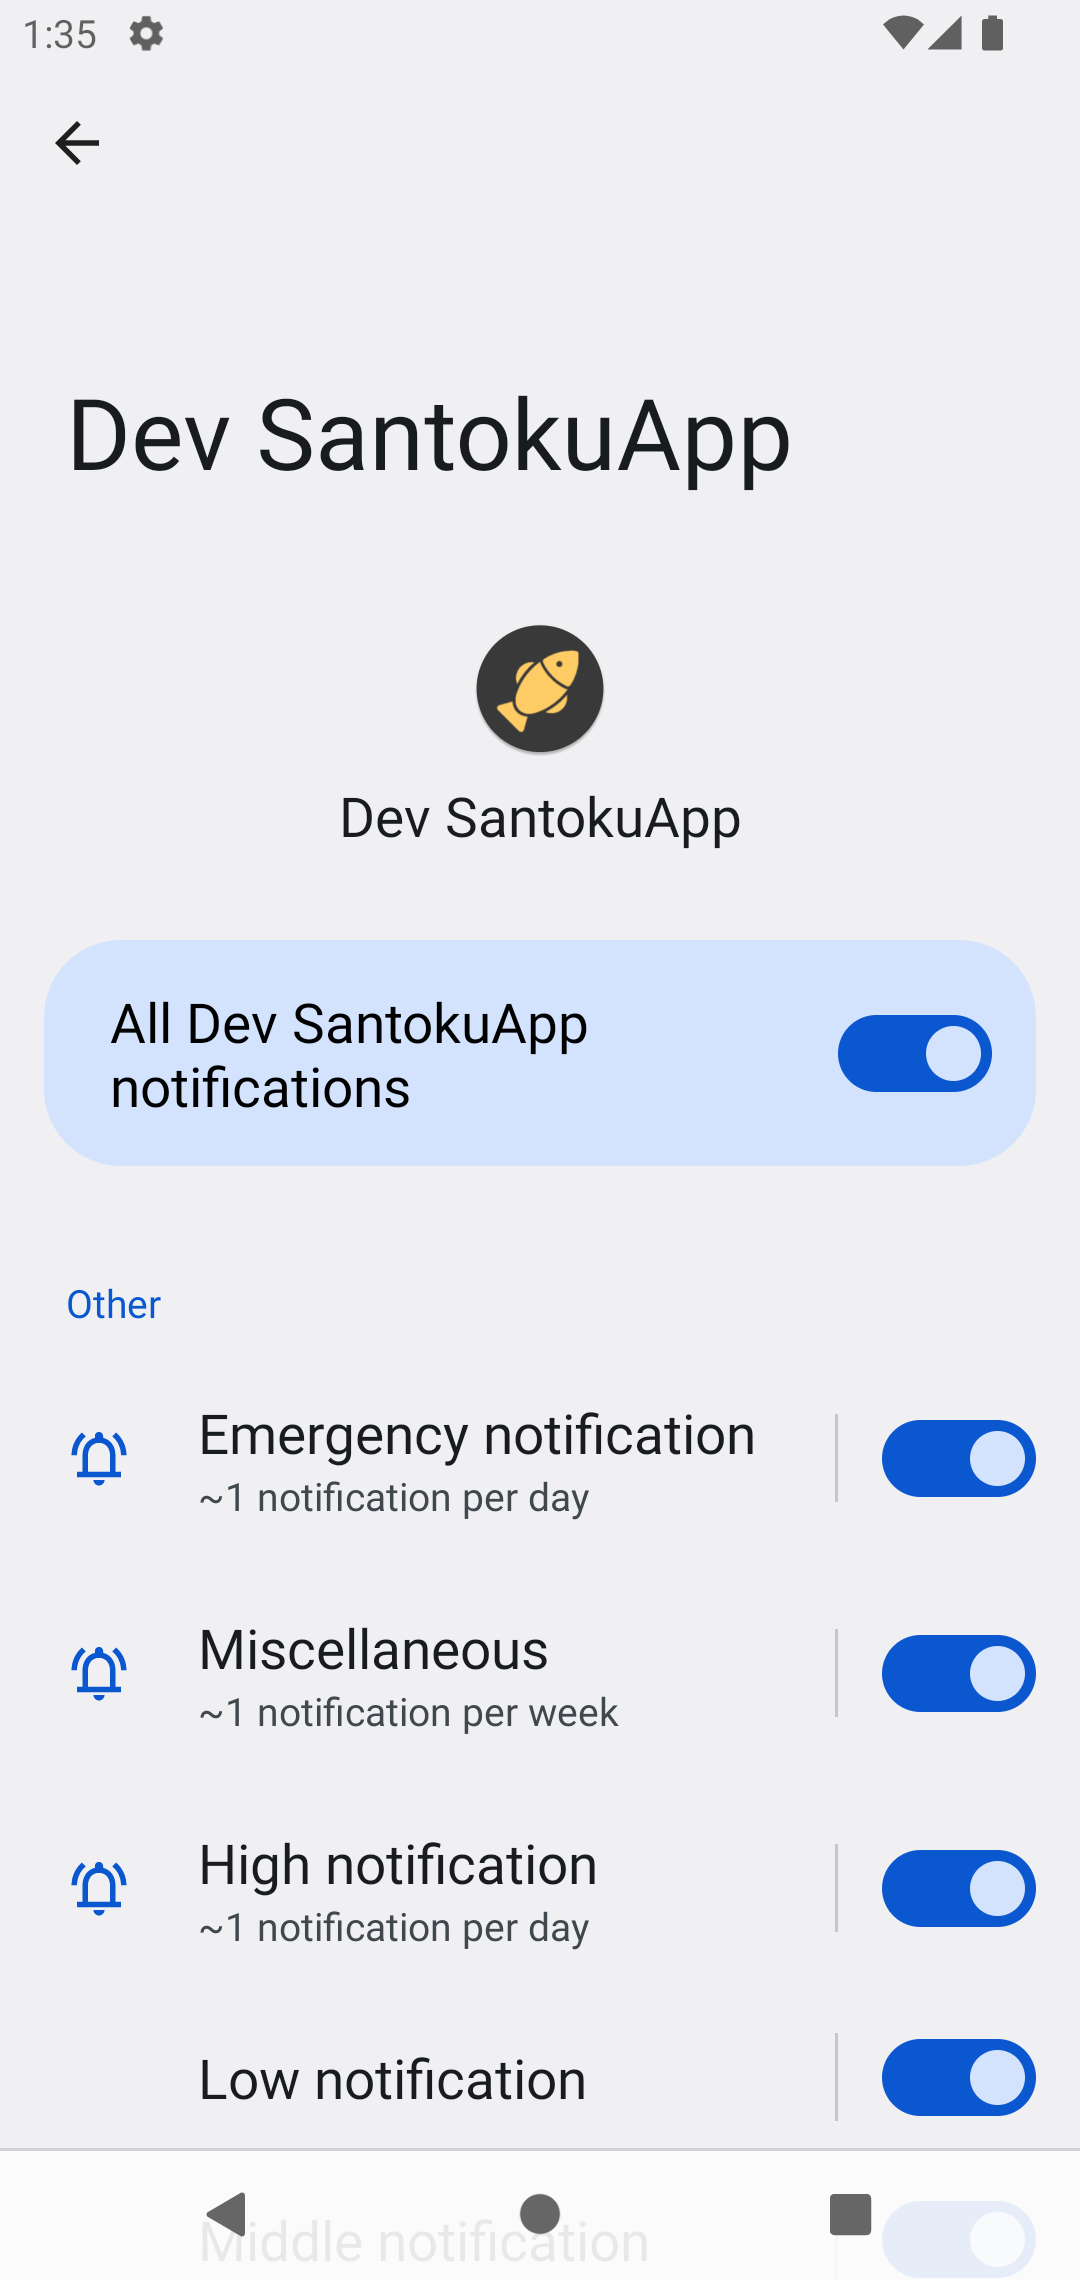 1:35
Dev SantokuApp
Dev SantokuApp
All Dev SantokuApp
notifications
Other
Emergency notification
~1 notification per day
Miscellaneous
~1 notification per week
High notification
~1 notification per day
Low notification
Middle notification